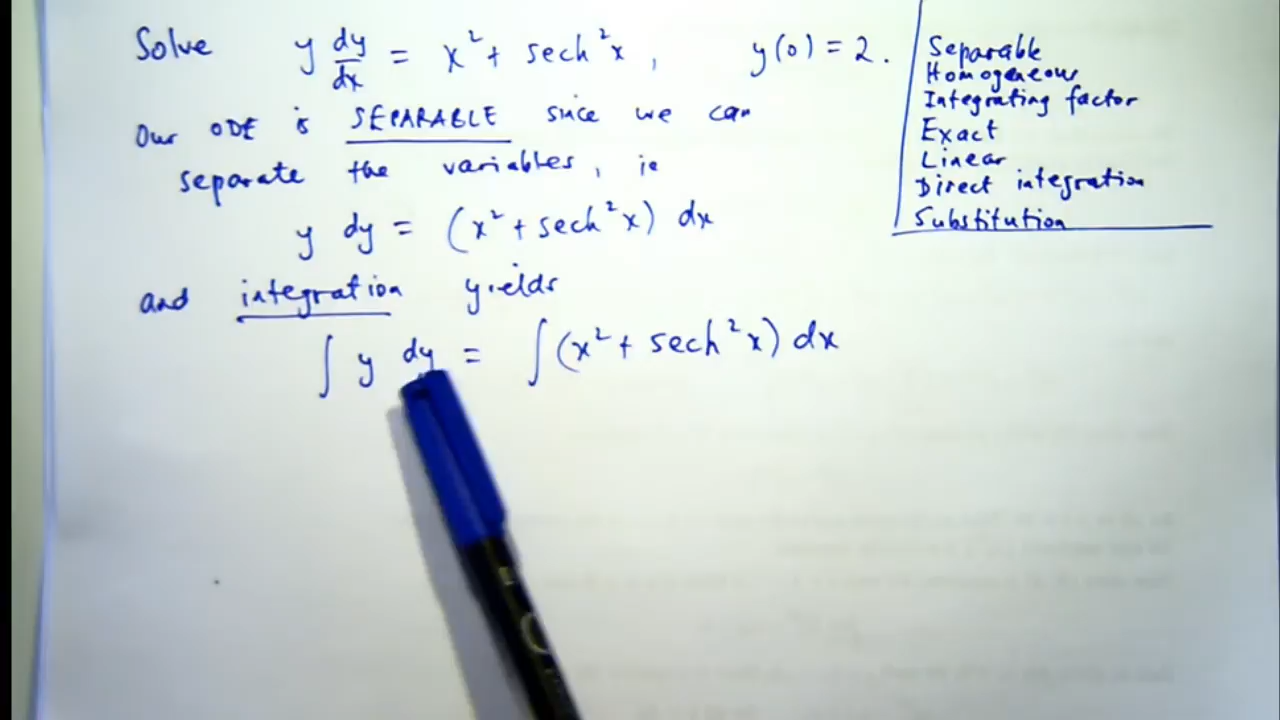 Solve y dy/dx = x² + sech²x, y(0) = 2.
Our ODE is SEPARABLE since we can
separate the variables, ie
y dy = (x² + sech²x) dx
and integration yields
∫ y dy = ∫ (x² + sech²x) dx
Separable
Homogeneous
Integrating factor
Exact
Linear
Direct integration
Substitution